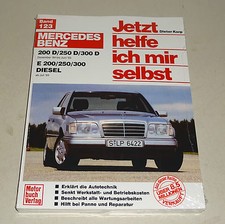 Band
123
Dieter Korp
MERCEDES
BENZ
200 D/250 D/300 D
E 200/250/300
DIESEL
Jetzt
helfe
ich mir
selbst
S LP 6422
Motor
buch
Verlag
Erklärt die Autotechnik
Senkt Werkstatt- und Betriebskosten
Beschreibt alle Wartungsarbeiten
Hilft bei Panne und Reparatur